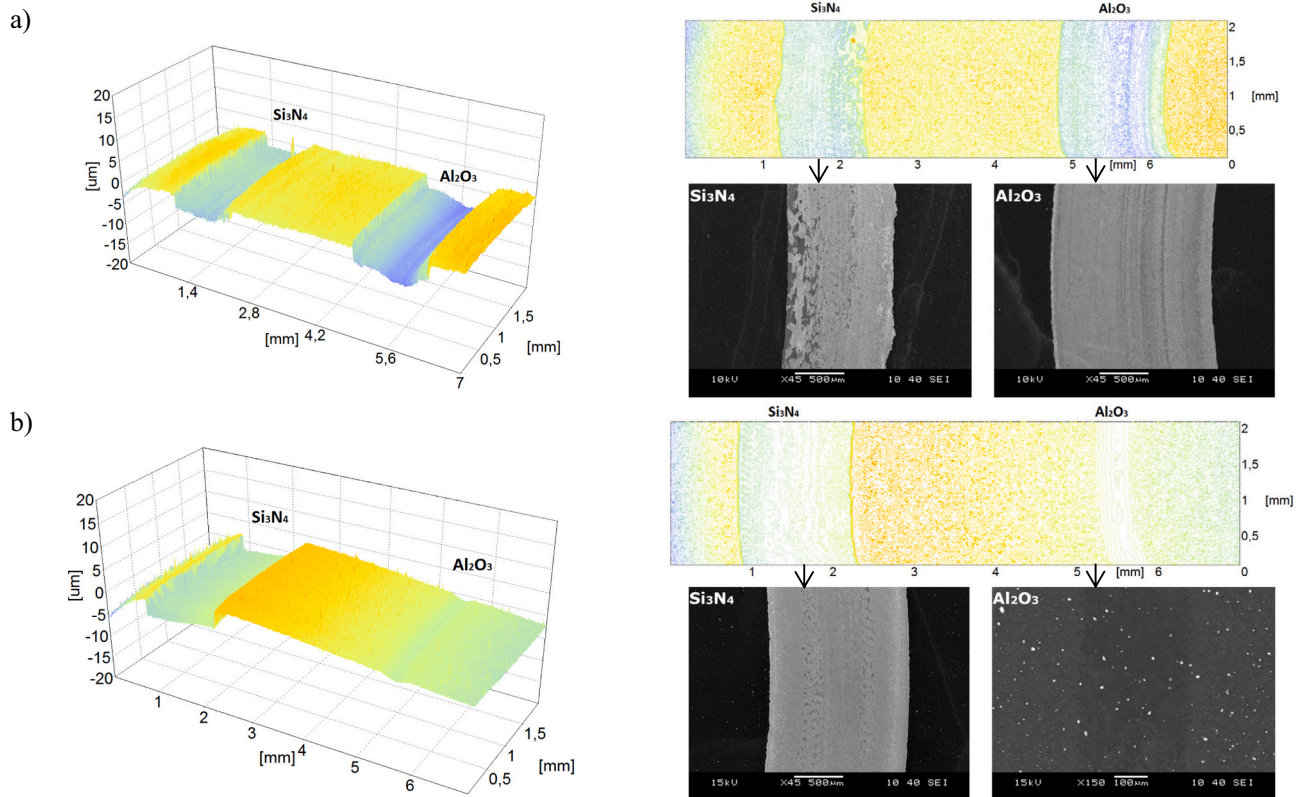 a)
20
15
10
5
0
-5
-10
-15
-20
[um]
Si₃N₄
Al₂O₃
1,4
2,8
[mm]
4,2
5,6
7
0,5
1
1,5
[mm]
Si₃N₄
Al₂O₃
2
1,5
1
[mm]
0,5
0
1
2
3
4
5
[mm]
6
Si₃N₄
10kV
X45 500µm
10 40 SEI
Al₂O₃
10kV
X45 500µm
10 40 SEI
b)
20
15
10
5
0
-5
-10
-15
-20
[um]
Si₃N₄
Al₂O₃
1
2
3
[mm]
4
5
6
0,5
1
1,5
[mm]
Si₃N₄
Al₂O₃
2
1,5
1
[mm]
0,5
0
1
2
3
4
5
[mm]
6
Si₃N₄
15kV
X45 500µm
10 40 SEI
Al₂O₃
15kV
X150 100µm
10 40 SEI